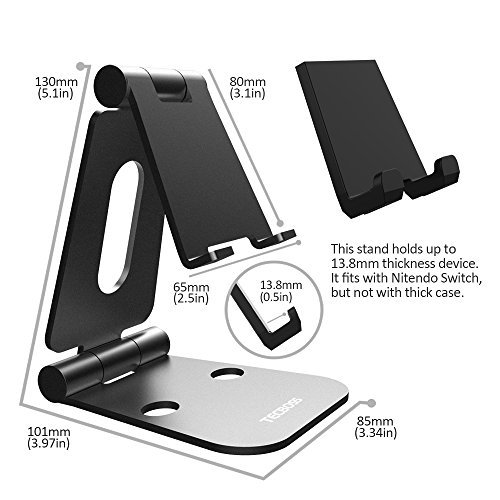 130mm
(5.1in)
80mm
(3.1in)
This stand holds up to
13.8mm thickness device.
It fits with Nitendo Switch,
but not with thick case.
65mm
(2.5in)
13.8mm
(0.5in)
TECBOSS
101mm
(3.97in)
85mm
(3.34in)